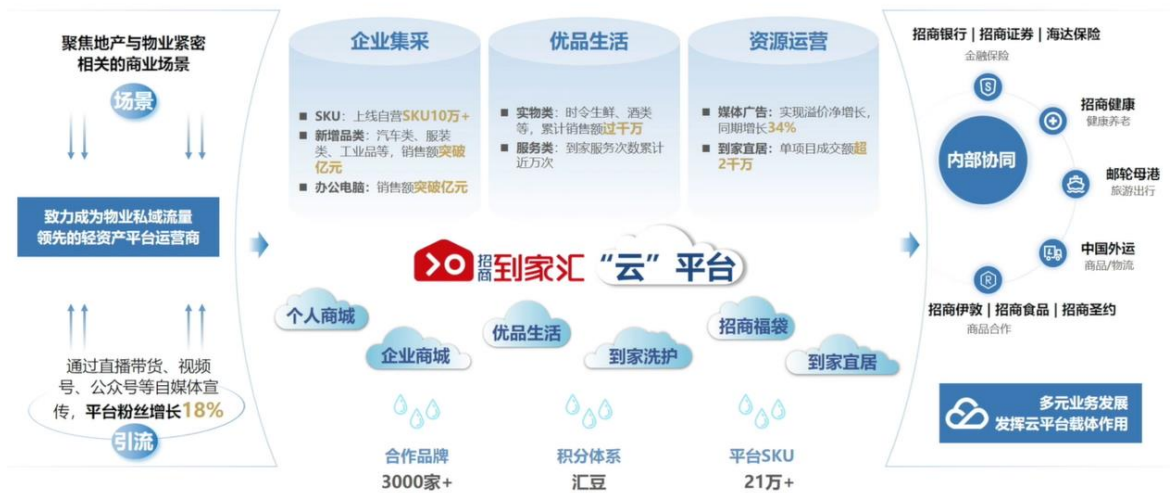 聚焦地产与物业紧密
相关的商业场景
场景
致力成为物业私域流量
领先的轻资产平台运营商
通过直播带货、视频
号、公众号等自媒体宣
传，平台粉丝增长18%
引流
企业集采
SKU：上线自营SKU10万+
新增品类：汽车类、服装
类、工业品等，销售额突破
亿元
办公电脑：销售额突破亿元
优品生活
实物类：时令生鲜、酒类
等，累计销售额过千万
服务类：到家服务次数累计
近万次
资源运营
媒体广告：实现溢价净增长，
同期增长34%
到家宜居：单项目成交额超
2千万
招商到家汇“云”平台
个人商城
企业商城
优品生活
到家洗护
招商福袋
到家宜居
合作品牌
3000家+
积分体系
汇豆
平台SKU
21万+
招商银行 | 招商证券 | 海达保险
金融保险
招商健康
健康养老
内部协同
邮轮母港
旅游出行
中国外运
商品/物流
招商伊敦 | 招商食品 | 招商圣约
商品合作
多元业务发展
发挥云平台载体作用